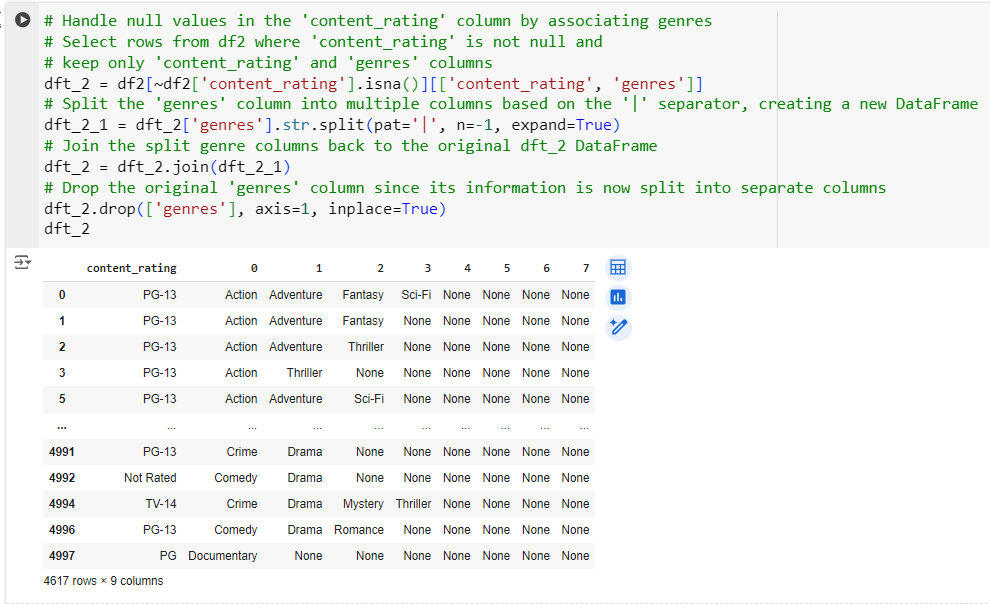 # Handle null values in the 'content_rating' column by associating genres
# Select rows from df2 where 'content_rating' is not null and
# keep only 'content_rating' and 'genres' columns
dft_2 = df2[~df2['content_rating'].isna()][['content_rating', 'genres']]
# Split the 'genres' column into multiple columns based on the '|' separator, creating a new DataFrame
dft_2_1 = dft_2['genres'].str.split(pat='|', n=-1, expand=True)
# Join the split genre columns back to the original dft_2 DataFrame
dft_2 = dft_2.join(dft_2_1)
# Drop the original 'genres' column since its information is now split into separate columns
dft_2.drop(['genres'], axis=1, inplace=True)
dft_2
content_rating 0 1 2 3 4 5 6 7
0 PG-13 Action Adventure Fantasy Sci-Fi None None None None
1 PG-13 Action Adventure Fantasy None None None None None
2 PG-13 Action Adventure Thriller None None None None None
3 PG-13 Action Thriller None None None None None None
5 PG-13 Action Adventure Sci-Fi None None None None None
... ... ... ... ... ... ... ... ... ...
4991 PG-13 Crime Drama None None None None None None
4992 Not Rated Comedy Drama None None None None None None
4994 TV-14 Crime Drama Mystery Thriller None None None None
4996 PG-13 Comedy Drama Romance None None None None None
4997 PG Documentary None None None None None None None
4617 rows × 9 columns